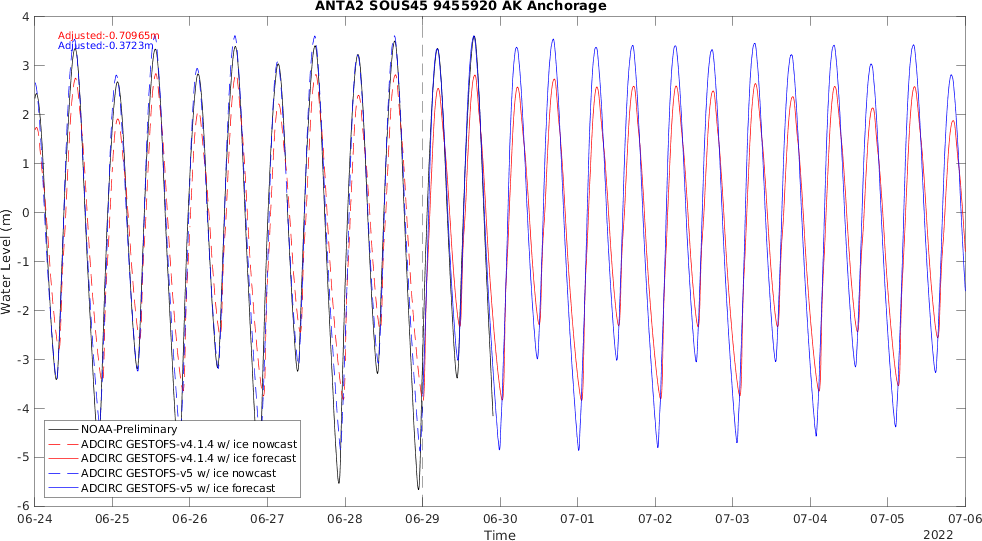 ANTA2 SOUS45 9455920 AK Anchorage
Adjusted:-0.70965m
Adjusted:-0.3723m
Water Level (m)
4
3
2
1
0
-1
-2
-3
-4
-5
-6
NOAA-Preliminary
ADCIRC GESTOFS-v4.1.4 w/ ice nowcast
ADCIRC GESTOFS-v4.1.4 w/ ice forecast
ADCIRC GESTOFS-v5 w/ ice nowcast
ADCIRC GESTOFS-v5 w/ ice forecast
06-24 06-25 06-26 06-27 06-28 06-29 06-30 07-01 07-02 07-03 07-04 07-05 07-06
Time
2022